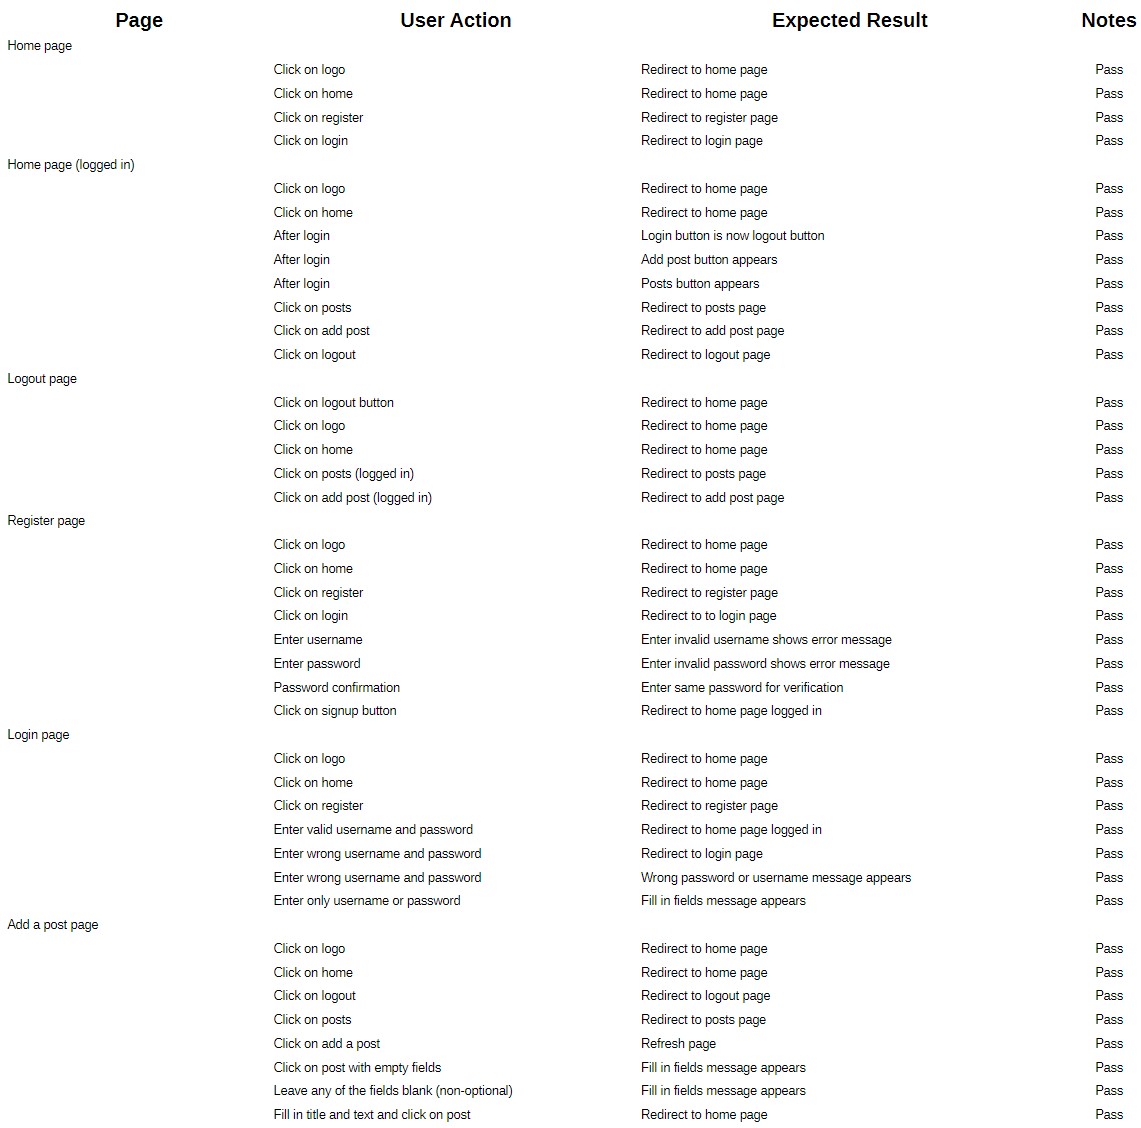 Page User Action Expected Result Notes
Home page
Click on logo Redirect to home page Pass
Click on home Redirect to home page Pass
Click on register Redirect to register page Pass
Click on login Redirect to login page Pass
Home page (logged in)
Click on logo Redirect to home page Pass
Click on home Redirect to home page Pass
After login Login button is now logout button Pass
After login Add post button appears Pass
After login Posts button appears Pass
Click on posts Redirect to posts page Pass
Click on add post Redirect to add post page Pass
Click on logout Redirect to logout page Pass
Logout page
Click on logout button Redirect to home page Pass
Click on logo Redirect to home page Pass
Click on home Redirect to home page Pass
Click on posts (logged in) Redirect to posts page Pass
Click on add post (logged in) Redirect to add post page Pass
Register page
Click on logo Redirect to home page Pass
Click on home Redirect to home page Pass
Click on register Redirect to register page Pass
Click on login Redirect to to login page Pass
Enter username Enter invalid username shows error message Pass
Enter password Enter invalid password shows error message Pass
Password confirmation Enter same password for verification Pass
Click on signup button Redirect to home page logged in Pass
Login page
Click on logo Redirect to home page Pass
Click on home Redirect to home page Pass
Click on register Redirect to register page Pass
Enter valid username and password Redirect to home page logged in Pass
Enter wrong username and password Redirect to login page Pass
Enter wrong username and password Wrong password or username message appears Pass
Enter only username or password Fill in fields message appears Pass
Add a post page
Click on logo Redirect to home page Pass
Click on home Redirect to home page Pass
Click on logout Redirect to logout page Pass
Click on posts Redirect to posts page Pass
Click on add a post Refresh page Pass
Click on post with empty fields Fill in fields message appears Pass
Leave any of the fields blank (non-optional) Fill in fields message appears Pass
Fill in title and text and click on post Redirect to home page Pass